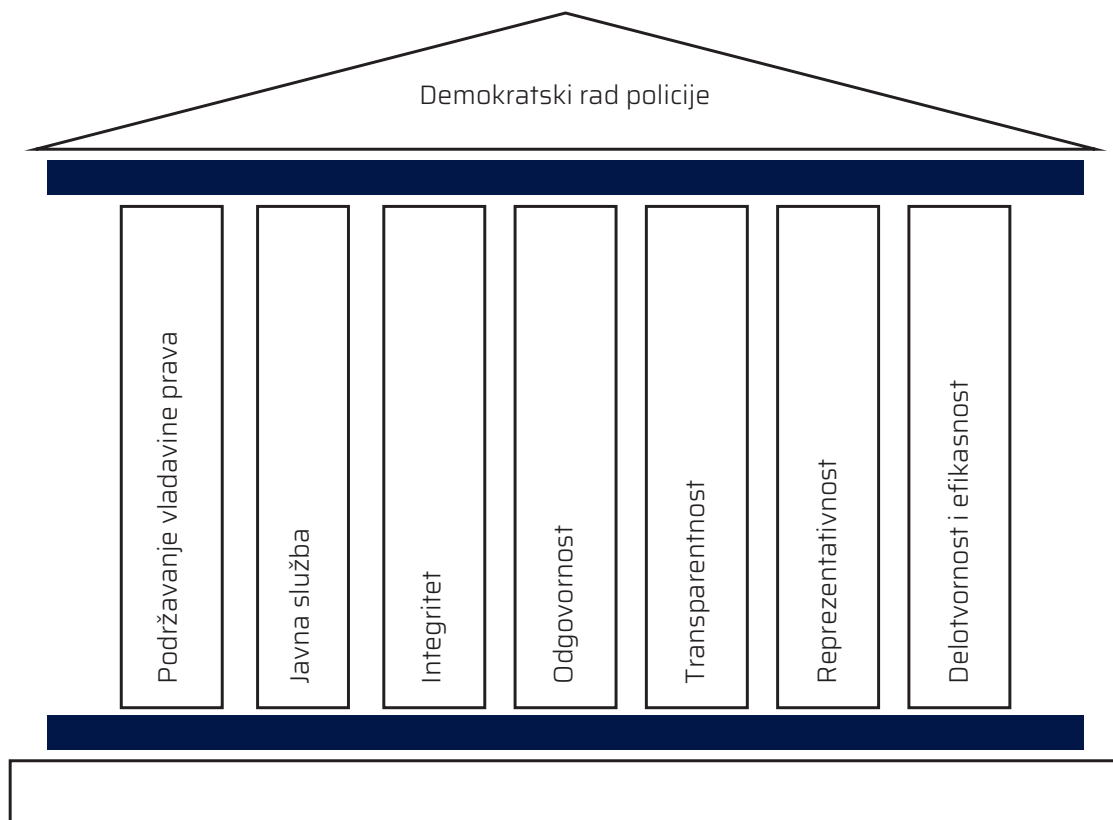 Demokratski rad policije
Podržavanje vladavine prava
Javna služba
Integritet
Odgovornost
Transparentnost
Reprezentativnost
Delotvornost i efikasnost